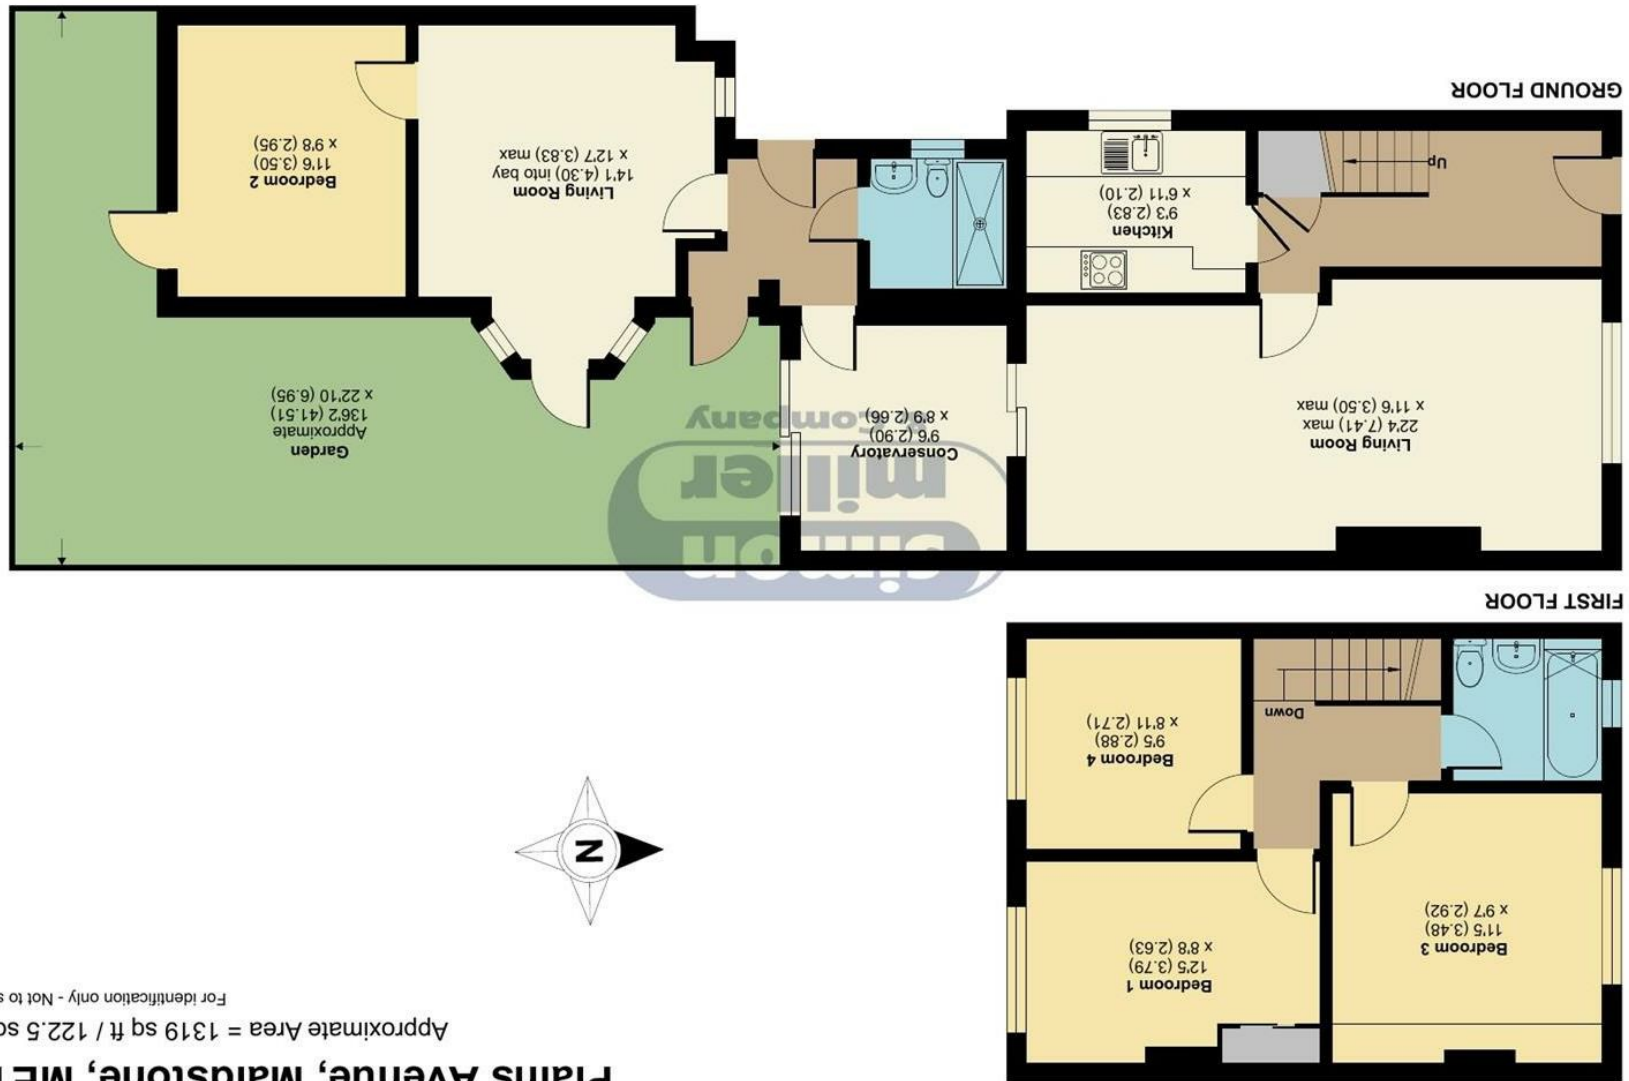 Plains Avenue, Maidstone, ME1
Approximate Area = 1319 sq ft / 122.5 sq
For identification only - Not to s
Bedroom 1
12'5 (3.79)
x 8'8 (2.63)
Bedroom 3
11'5 (3.48)
x 9'7 (2.92)
N
Bedroom 4
9'5 (2.88)
x 8'11 (2.71)
Down
FIRST FLOOR
simon
miller
& company
Living Room
22'4 (7.41) max
x 11'6 (3.50) max
Conservatory
9'6 (2.90)
x 8'9 (2.66)
Garden
Approximate
136'2 (41.51)
x 22'10 (6.95)
Kitchen
9'3 (2.83)
x 6'11 (2.10)
Living Room
14'1 (4.30) into bay
x 12'7 (3.83) max
Bedroom 2
11'6 (3.50)
x 9'8 (2.95)
Up
GROUND FLOOR